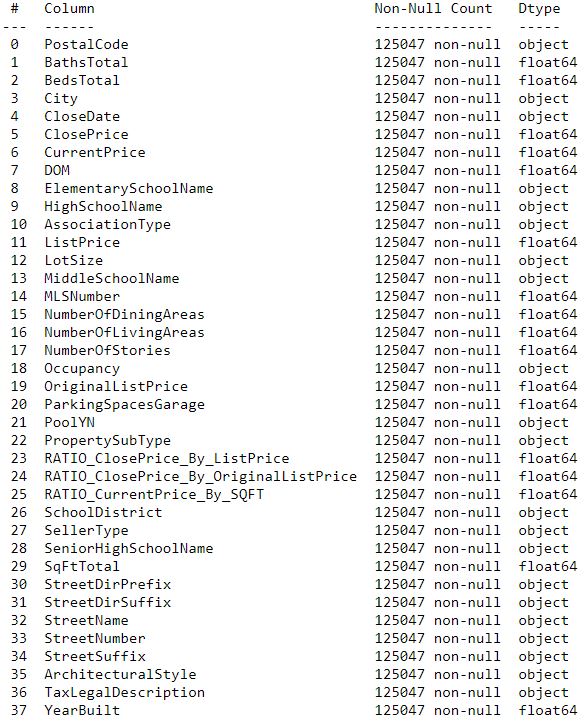 #   Column                               Non-Null Count   Dtype
---  ------                               --------------   -----
0   PostalCode                           125047 non-null  object
1   BathsTotal                           125047 non-null  float64
2   BedsTotal                            125047 non-null  float64
3   City                                 125047 non-null  object
4   CloseDate                            125047 non-null  object
5   ClosePrice                           125047 non-null  float64
6   CurrentPrice                         125047 non-null  float64
7   DOM                                  125047 non-null  float64
8   ElementarySchoolName                 125047 non-null  object
9   HighSchoolName                       125047 non-null  object
10  AssociationType                      125047 non-null  object
11  ListPrice                            125047 non-null  float64
12  LotSize                              125047 non-null  object
13  MiddleSchoolName                     125047 non-null  object
14  MLSNumber                            125047 non-null  float64
15  NumberOfDiningAreas                  125047 non-null  float64
16  NumberOfLivingAreas                  125047 non-null  float64
17  NumberOfStories                      125047 non-null  float64
18  Occupancy                            125047 non-null  object
19  OriginalListPrice                    125047 non-null  float64
20  ParkingSpacesGarage                  125047 non-null  float64
21  PoolYN                               125047 non-null  object
22  PropertySubType                      125047 non-null  object
23  RATIO_ClosePrice_By_ListPrice        125047 non-null  float64
24  RATIO_ClosePrice_By_OriginalListPrice  125047 non-null  float64
25  RATIO_CurrentPrice_By_SQFT           125047 non-null  float64
26  SchoolDistrict                       125047 non-null  object
27  SellerType                           125047 non-null  object
28  SeniorHighSchoolName                 125047 non-null  object
29  SqFtTotal                            125047 non-null  float64
30  StreetDirPrefix                      125047 non-null  object
31  StreetDirSuffix                      125047 non-null  object
32  StreetName                           125047 non-null  object
33  StreetNumber                         125047 non-null  object
34  StreetSuffix                         125047 non-null  object
35  ArchitecturalStyle                   125047 non-null  object
36  TaxLegalDescription                  125047 non-null  object
37  YearBuilt                            125047 non-null  float64